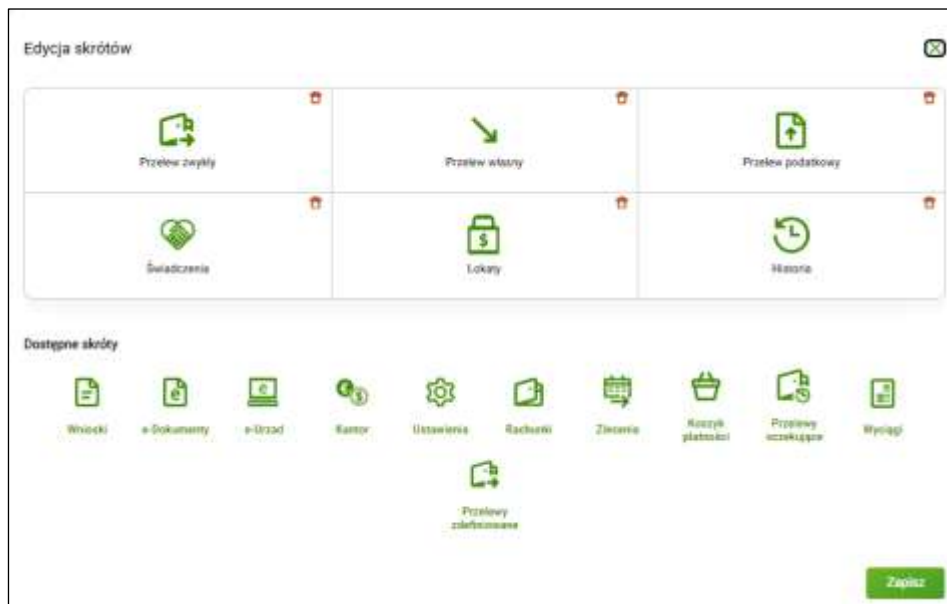 Edycja skrótów
Przelew zwykły
Przelew własny
Przelew podatkowy
Świadczenia
Lokaty
Historia
Dostępne skróty
Wnioski
e-Dokumenty
e-Urząd
Kantor
Ustawienia
Rachunki
Zlecenia
Koszyk
płatności
Przelewy
oczekujące
Wyciągi
Przelewy
zdefiniowane
Zapisz